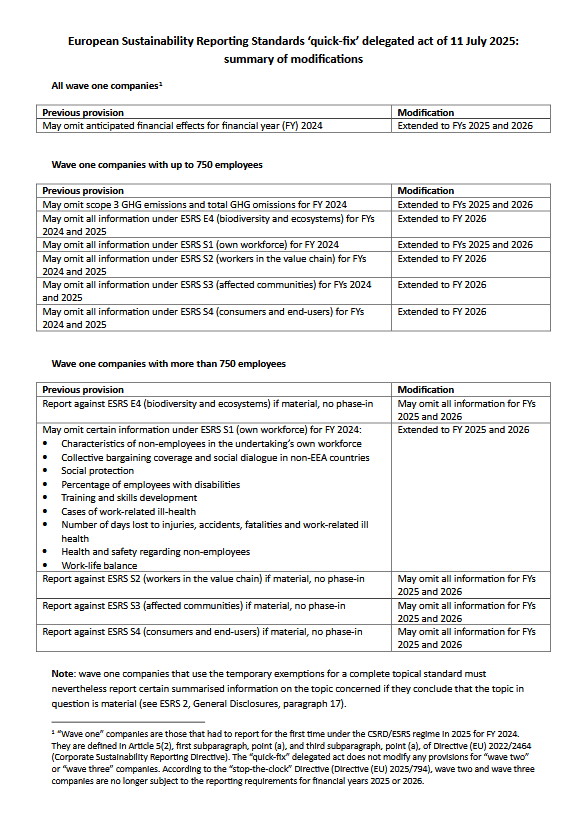 European Sustainability Reporting Standards ‘quick-fix’ delegated act of 11 July 2025:
summary of modifications
All wave one companies¹
Previous provision Modification
May omit anticipated financial effects for financial year (FY) 2024 Extended to FYs 2025 and 2026
Wave one companies with up to 750 employees
Previous provision Modification
May omit scope 3 GHG emissions and total GHG omissions for FY 2024 Extended to FYs 2025 and 2026
May omit all information under ESRS E4 (biodiversity and ecosystems) for FYs Extended to FY 2026
2024 and 2025
May omit all information under ESRS S1 (own workforce) for FY 2024 Extended to FYs 2025 and 2026
May omit all information under ESRS S2 (workers in the value chain) for FYs Extended to FY 2026
2024 and 2025
May omit all information under ESRS S3 (affected communities) for FYs 2024 Extended to FY 2026
and 2025
May omit all information under ESRS S4 (consumers and end-users) for FYs Extended to FY 2026
2024 and 2025
Wave one companies with more than 750 employees
Previous provision Modification
Report against ESRS E4 (biodiversity and ecosystems) if material, no phase-in May omit all information for FYs
2025 and 2026
May omit certain information under ESRS S1 (own workforce) for FY 2024: Extended to FY 2025 and 2026
• Characteristics of non-employees in the undertaking’s own workforce
• Collective bargaining coverage and social dialogue in non-EEA countries
• Social protection
• Percentage of employees with disabilities
• Training and skills development
• Cases of work-related ill-health
• Number of days lost to injuries, accidents, fatalities and work-related ill
health
• Health and safety regarding non-employees
• Work-life balance
Report against ESRS S2 (workers in the value chain) if material, no phase-in May omit all information for FYs
2025 and 2026
Report against ESRS S3 (affected communities) if material, no phase-in May omit all information for FYs
2025 and 2026
Report against ESRS S4 (consumers and end-users) if material, no phase-in May omit all information for FYs
2025 and 2026
Note: wave one companies that use the temporary exemptions for a complete topical standard must
nevertheless report certain summarised information on the topic concerned if they conclude that the topic in
question is material (see ESRS 2, General Disclosures, paragraph 17).
¹ “Wave one” companies are those that had to report for the first time under the CSRD/ESRS regime in 2025 for FY 2024.
They are defined in Article 5(2), first subparagraph, point (a), and third subparagraph, point (a), of Directive (EU) 2022/2464
(Corporate Sustainability Reporting Directive). The “quick-fix” delegated act does not modify any provisions for “wave two”
or “wave three” companies. According to the “stop-the-clock” Directive (Directive (EU) 2025/794), wave two and wave three
companies are no longer subject to the reporting requirements for financial years 2025 or 2026.